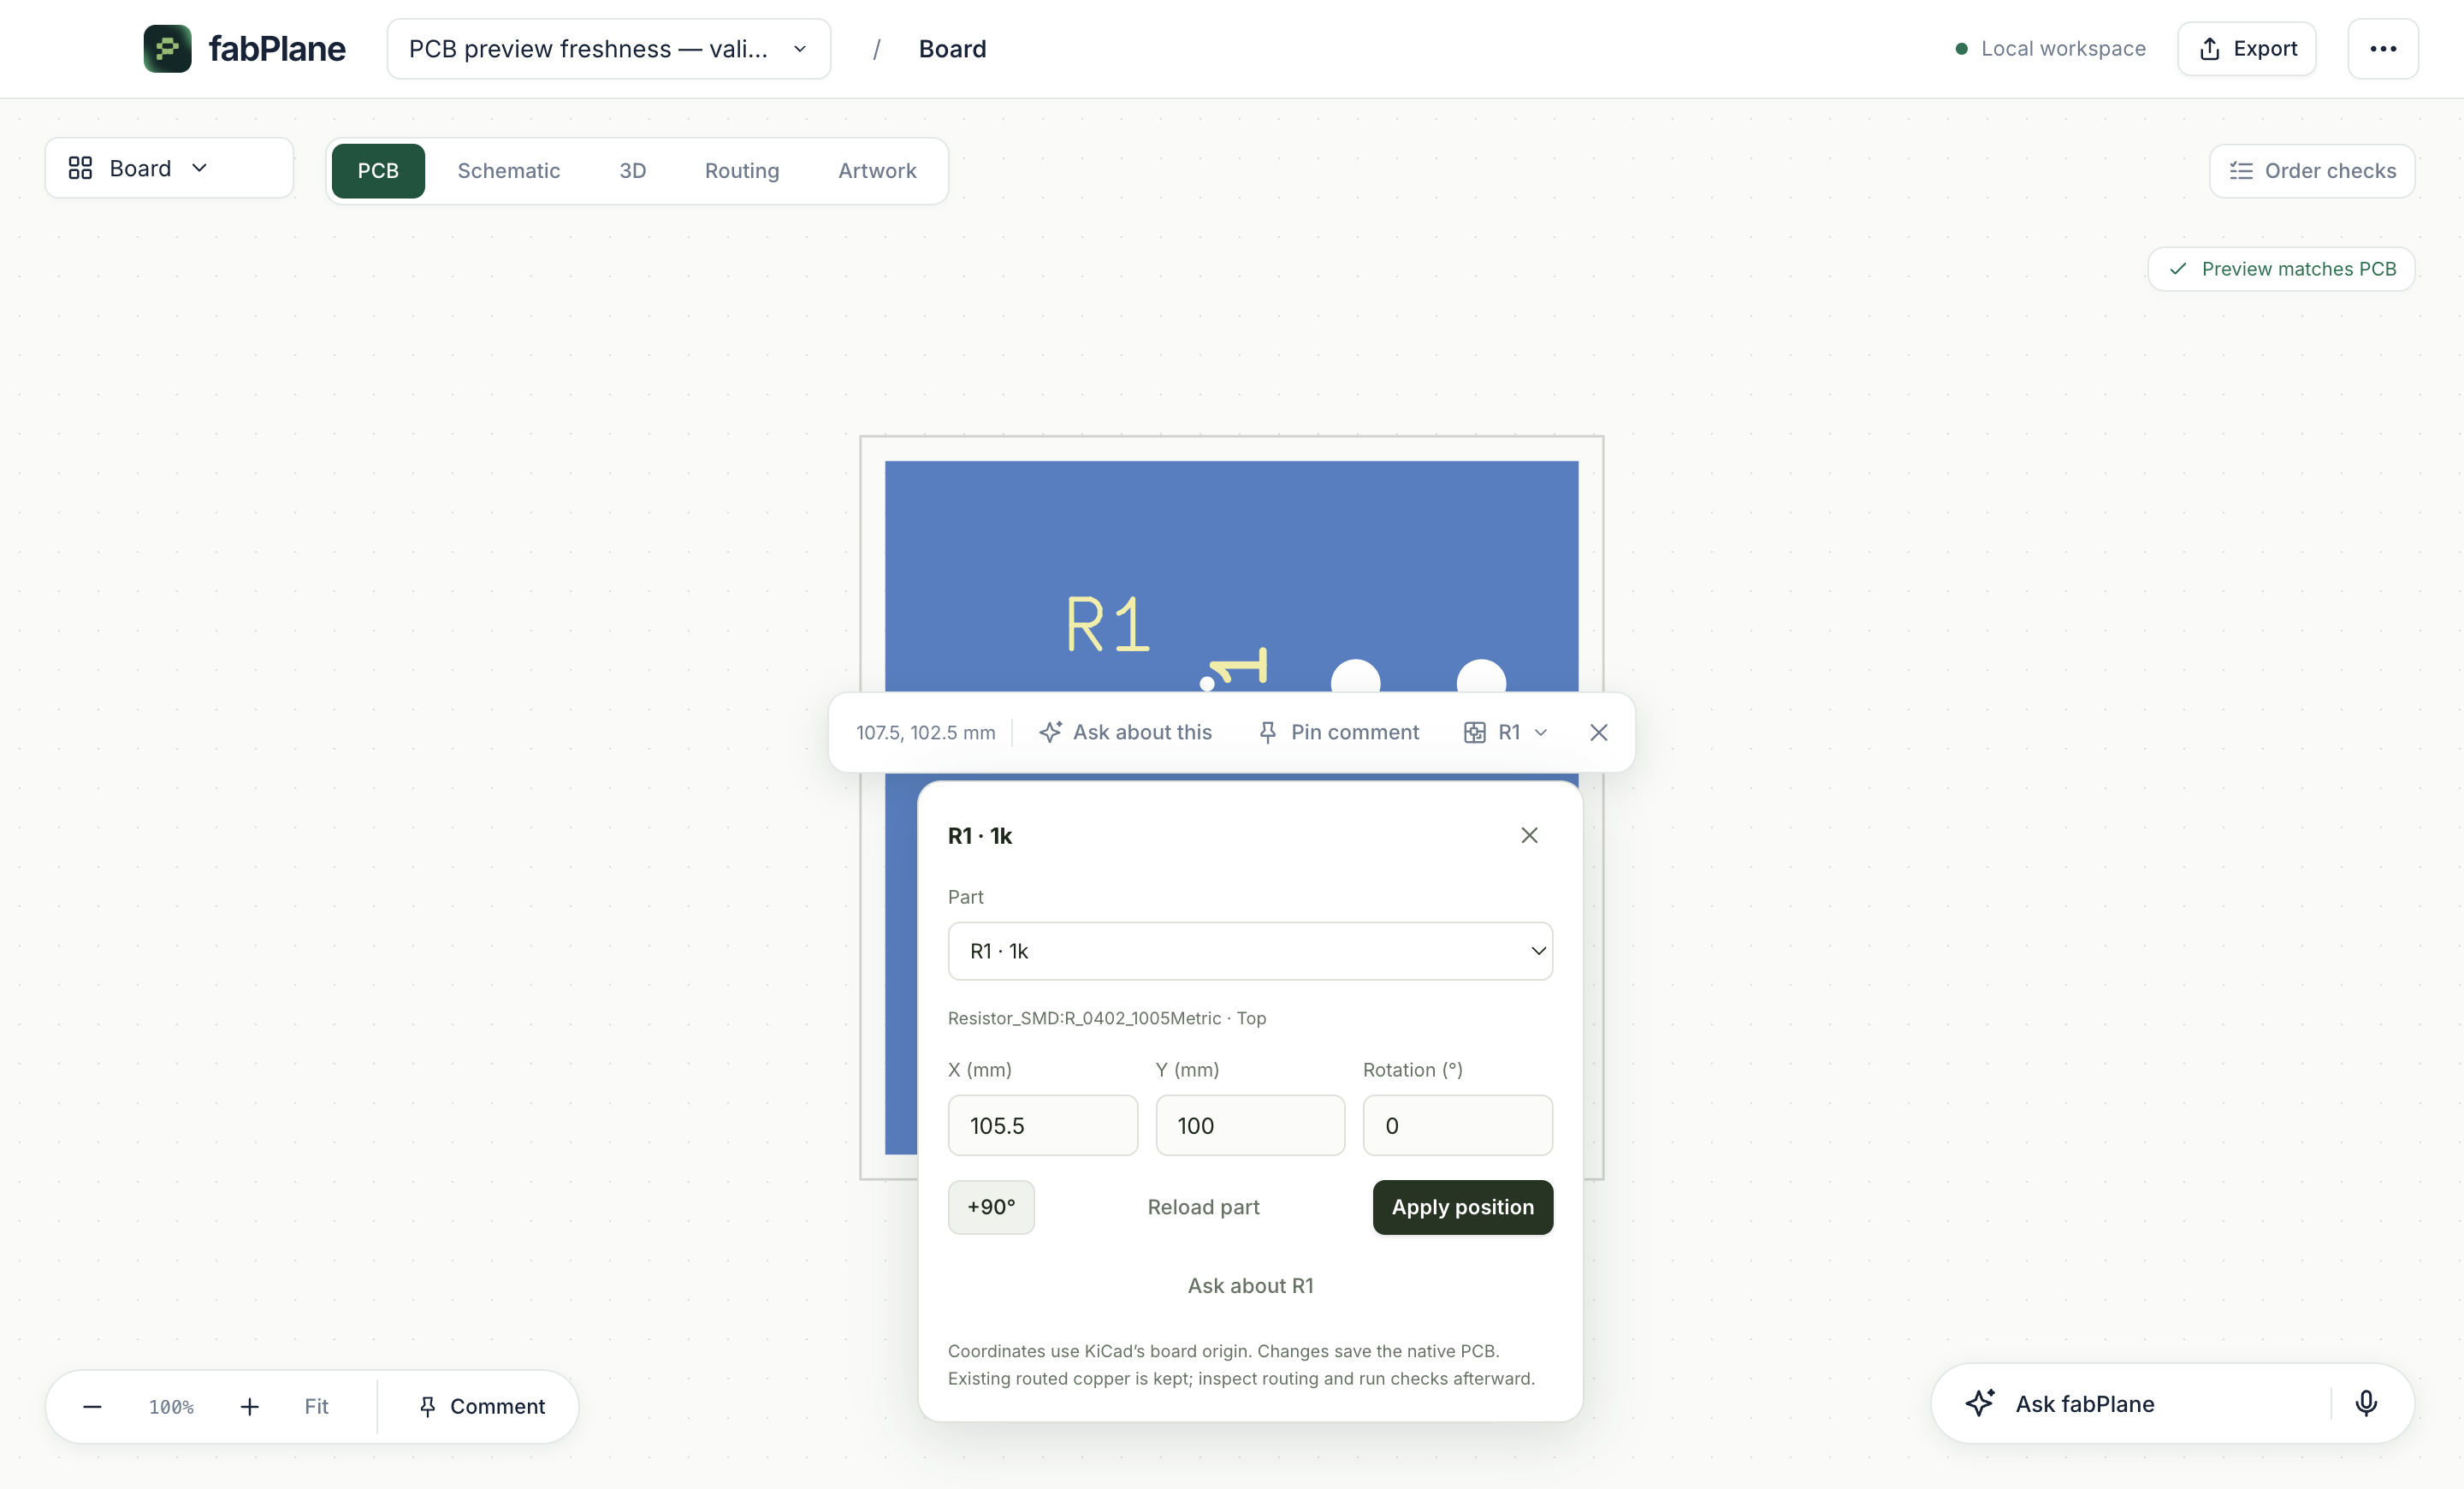 fabPlane
PCB preview freshness — vali...
/
Board
Local workspace
Export
Board
PCB
Schematic
3D
Routing
Artwork
Order checks
Preview matches PCB
R1
1
107.5, 102.5 mm
Ask about this
Pin comment
R1
R1 · 1k
Part
R1 · 1k
Resistor_SMD:R_0402_1005Metric · Top
X (mm)
Y (mm)
Rotation (°)
105.5
100
0
+90°
Reload part
Apply position
Ask about R1
Coordinates use KiCad’s board origin. Changes save the native PCB.
Existing routed copper is kept; inspect routing and run checks afterward.
100%
Fit
Comment
Ask fabPlane